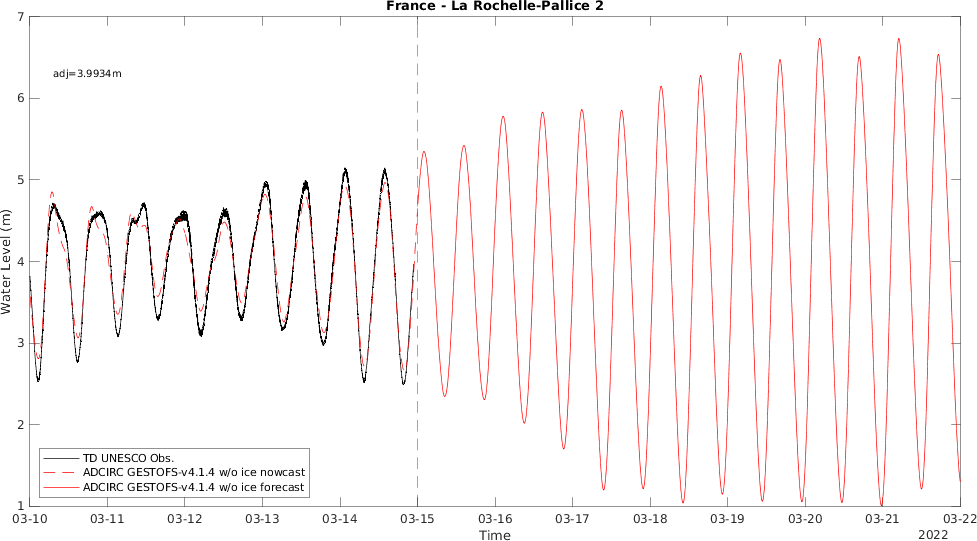 France - La Rochelle-Pallice 2
adj=3.9934m
Water Level (m)
7
6
5
4
3
2
1
TD UNESCO Obs.
ADCIRC GESTOFS-v4.1.4 w/o ice nowcast
ADCIRC GESTOFS-v4.1.4 w/o ice forecast
03-10 03-11 03-12 03-13 03-14 03-15 03-16 03-17 03-18 03-19 03-20 03-21 03-22
Time
2022